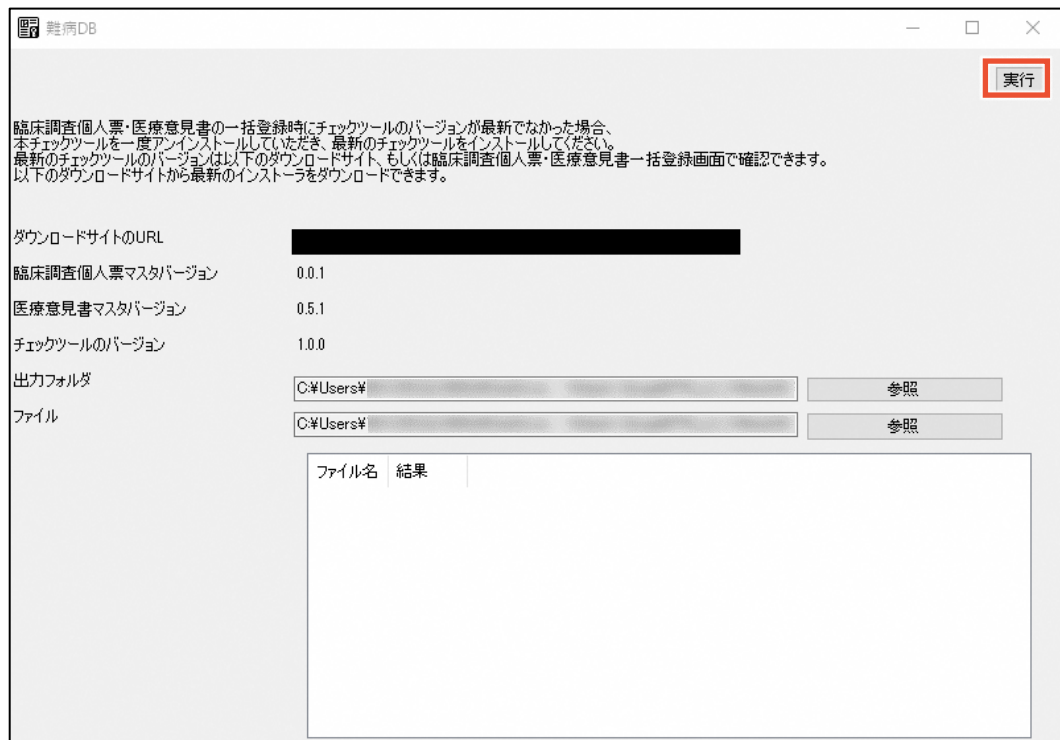 難病DB
実行
臨床調査個人票・医療意見書の一括登録時にチェックツールのバージョンが最新でなかった場合、
本チェックツールを一度アンインストールしていただき、最新のチェックツールをインストールしてください。
最新のチェックツールのバージョンは以下のダウンロードサイト、もしくは臨床調査個人票・医療意見書一括登録画面で確認できます。
以下のダウンロードサイトから最新のインストーラをダウンロードできます。
ダウンロードサイトのURL
臨床調査個人票マスタバージョン 0.0.1
医療意見書マスタバージョン 0.5.1
チェックツールのバージョン 1.0.0
出力フォルダ C:¥Users¥ 参照
ファイル C:¥Users¥ 参照
ファイル名 結果